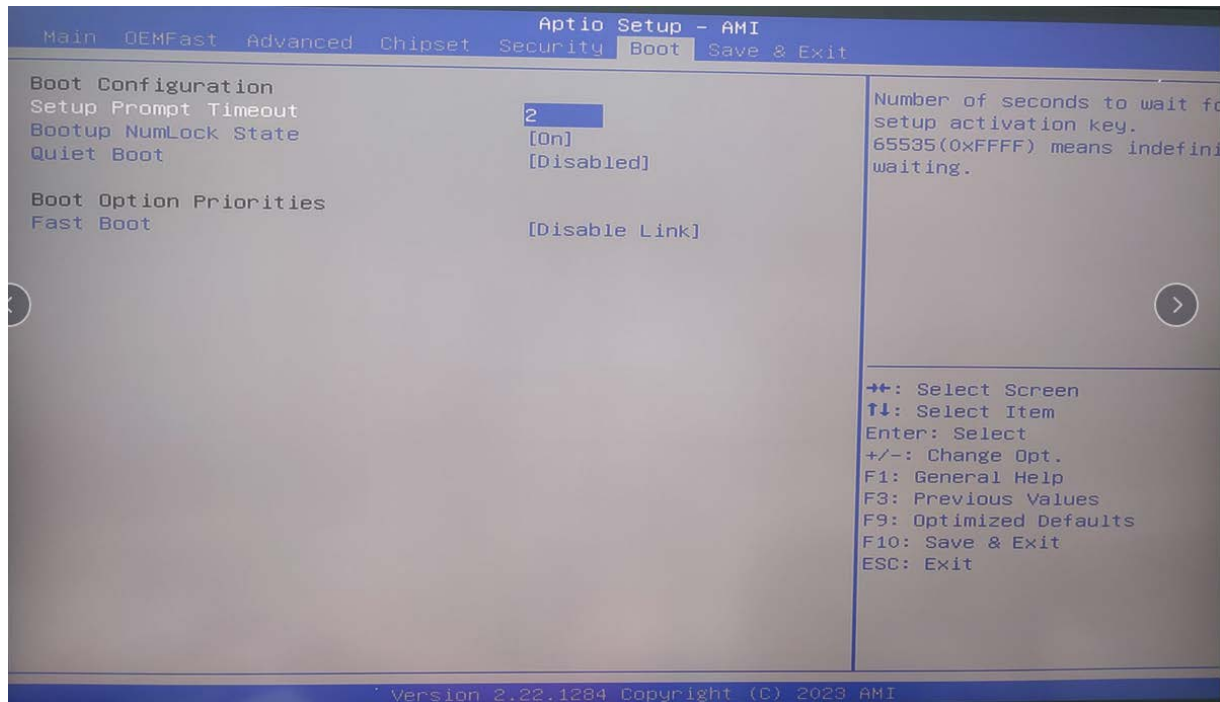 Aptio Setup - AMI
Main OEMFast Advanced Chipset Security Boot Save & Exit
Boot Configuration
Setup Prompt Timeout 2
Bootup NumLock State [On]
Quiet Boot [Disabled]
Boot Option Priorities
Fast Boot [Disable Link]
Number of seconds to wait fo
setup activation key.
65535(0xFFFF) means indefini
waiting.
→←: Select Screen
↑↓: Select Item
Enter: Select
+/-: Change Opt.
F1: General Help
F3: Previous Values
F9: Optimized Defaults
F10: Save & Exit
ESC: Exit
Version 2.22.1284 Copyright (C) 2023 AMI